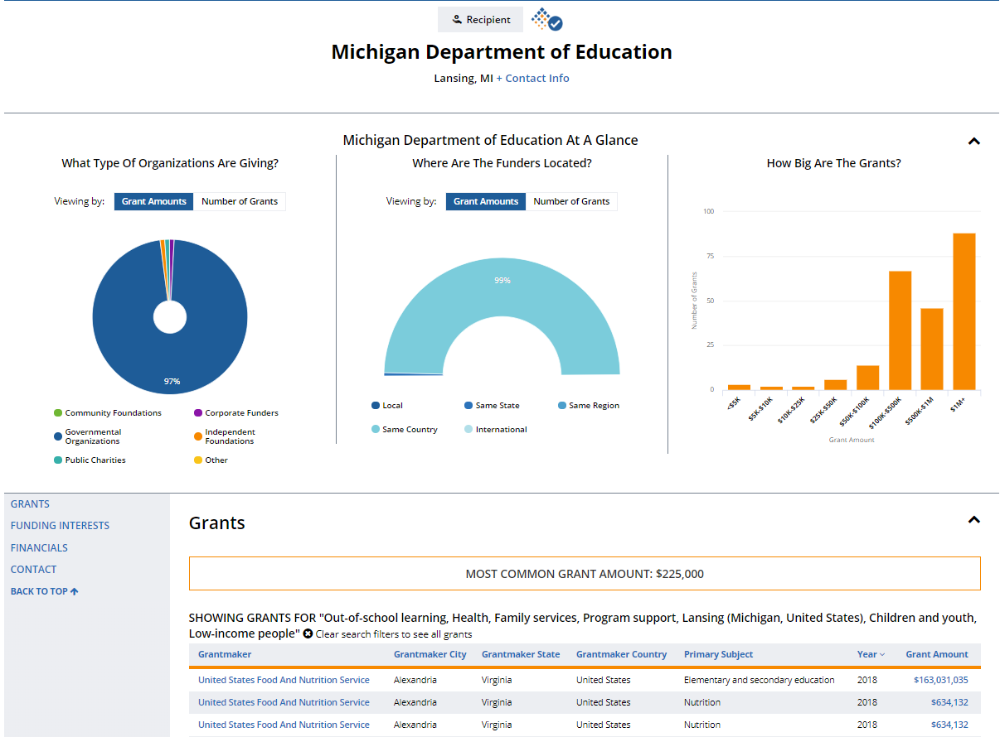 Recipient
Michigan Department of Education
Lansing, MI + Contact Info
Michigan Department of Education At A Glance
What Type Of Organizations Are Giving?
Viewing by: Grant Amounts Number of Grants
97%
Community Foundations Corporate Funders
Governmental Organizations Independent Foundations
Public Charities Other
Where Are The Funders Located?
Viewing by: Grant Amounts Number of Grants
99%
Local Same State Same Region
Same Country International
How Big Are The Grants?
100
75
50
25
0
Number of Grants
<$5K $5K-$10K $10K-$25K $25K-$50K $50K-$100K $100K-$500K $500K-$1M $1M+
Grant Amount
GRANTS
FUNDING INTERESTS
FINANCIALS
CONTACT
BACK TO TOP
Grants
MOST COMMON GRANT AMOUNT: $225,000
SHOWING GRANTS FOR "Out-of-school learning, Health, Family services, Program support, Lansing (Michigan, United States), Children and youth,
Low-income people" Clear search filters to see all grants
Grantmaker Grantmaker City Grantmaker State Grantmaker Country Primary Subject Year Grant Amount
United States Food And Nutrition Service Alexandria Virginia United States Elementary and secondary education 2018 $163,031,035
United States Food And Nutrition Service Alexandria Virginia United States Nutrition 2018 $634,132
United States Food And Nutrition Service Alexandria Virginia United States Nutrition 2018 $634,132